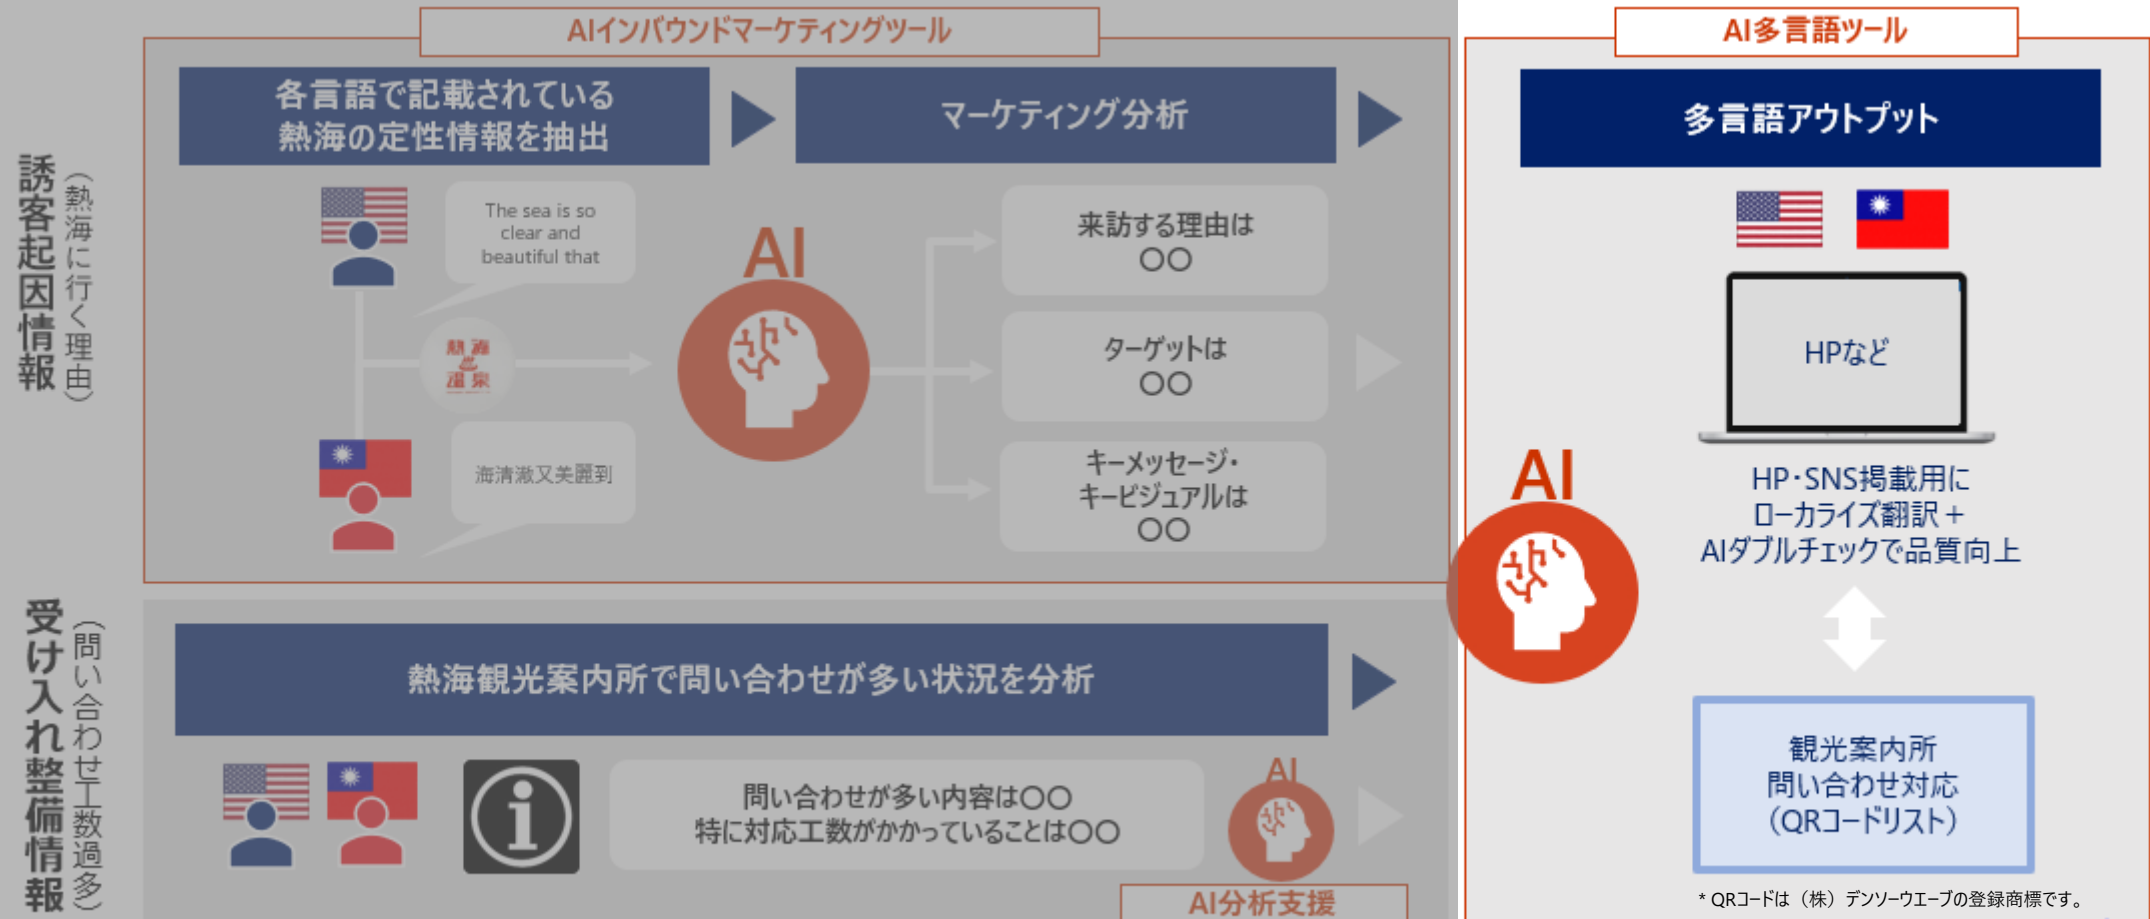 AIインバウンドマーケティングツール
各言語で記載されている
熱海の定性情報を抽出
マーケティング分析
誘客起因情報
（熱海に行く理由）
The sea is so
clear and
beautiful that
熱海
温泉
海清澈又美麗到
AI
来訪する理由は
〇〇
ターゲットは
〇〇
キーメッセージ・
キービジュアルは
〇〇
受け入れ整備情報
（問い合わせ工数過多）
熱海観光案内所で問い合わせが多い状況を分析
問い合わせが多い内容は〇〇
特に対応工数がかかっていることは〇〇
AI
AI分析支援
AI多言語ツール
多言語アウトプット
HPなど
AI
HP・SNS掲載用に
ローカライズ翻訳＋
AIダブルチェックで品質向上
観光案内所
問い合わせ対応
（QRコードリスト）
* QRコードは（株）デンソーウエーブの登録商標です。